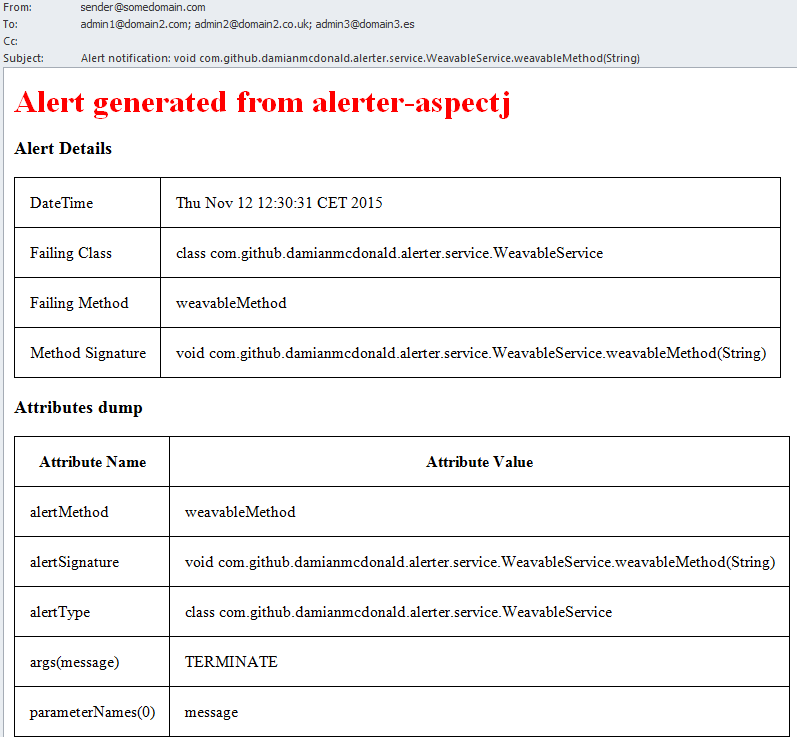 From: sender@somedomain.com
To: admin1@domain2.com; admin2@domain2.co.uk; admin3@domain3.es
Cc:
Subject: Alert notification: void com.github.damianmcdonald.alerter.service.WeavableService.weavableMethod(String)
Alert generated from alerter-aspectj
Alert Details
DateTime Thu Nov 12 12:30:31 CET 2015
Failing Class class com.github.damianmcdonald.alerter.service.WeavableService
Failing Method weavableMethod
Method Signature void com.github.damianmcdonald.alerter.service.WeavableService.weavableMethod(String)
Attributes dump
Attribute Name Attribute Value
alertMethod weavableMethod
alertSignature void com.github.damianmcdonald.alerter.service.WeavableService.weavableMethod(String)
alertType class com.github.damianmcdonald.alerter.service.WeavableService
args(message) TERMINATE
parameterNames(0) message